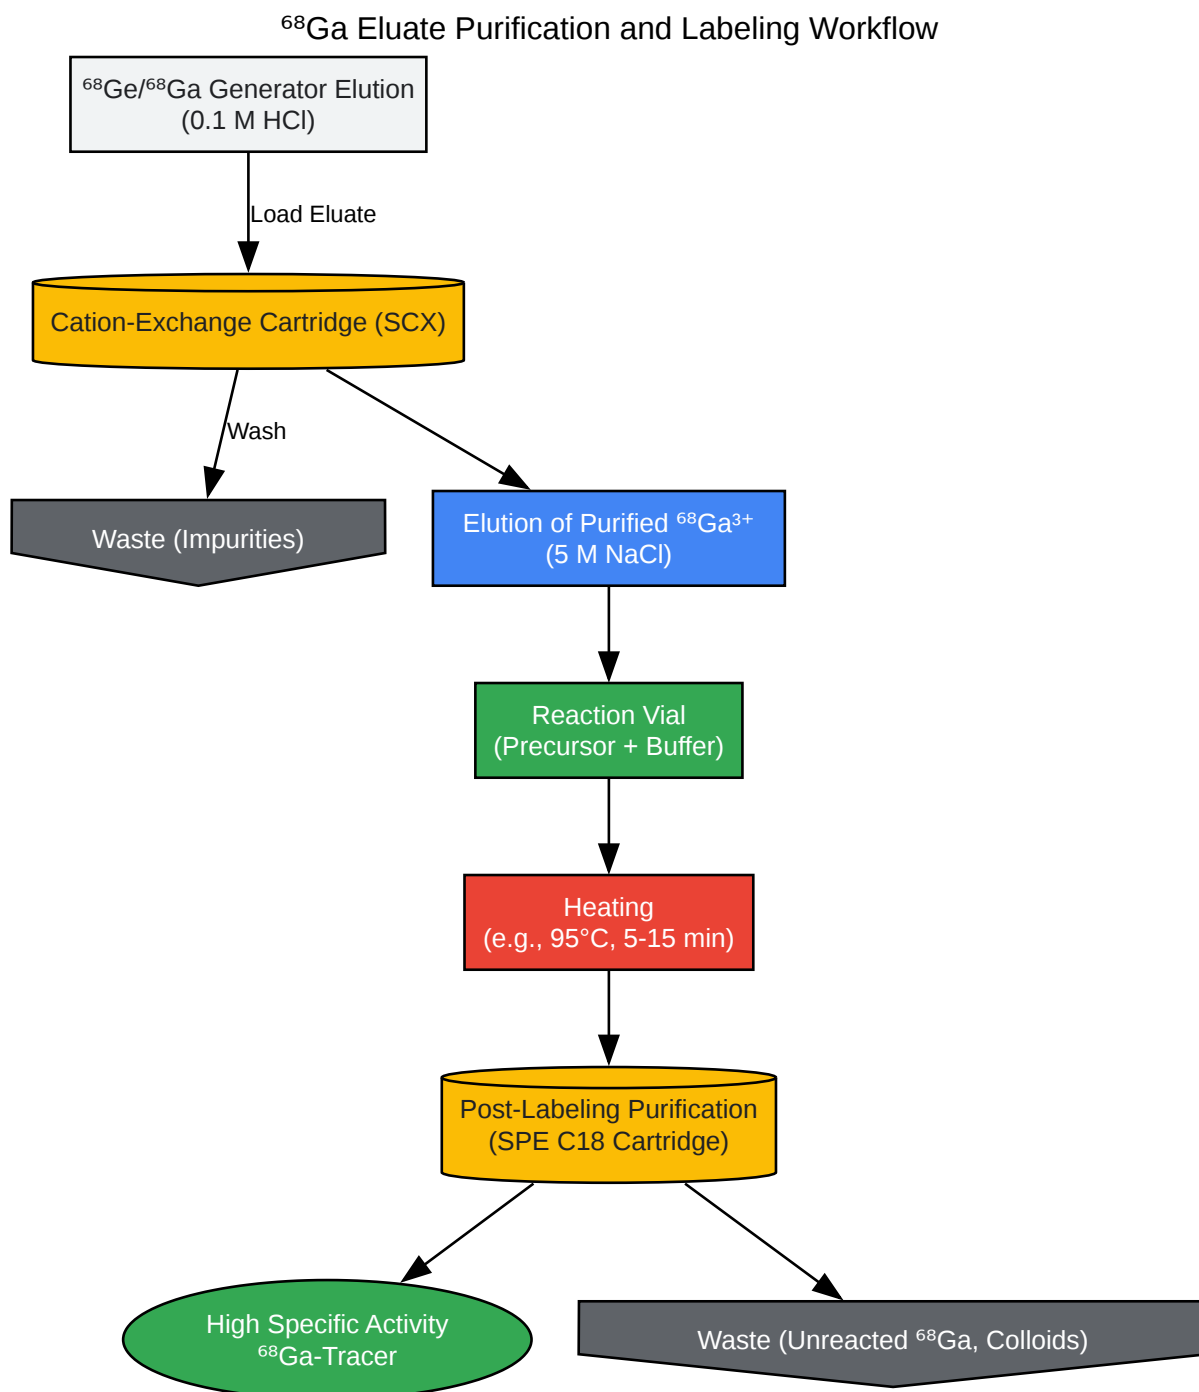 ⁶⁸Ga Eluate Purification and Labeling Workflow
⁶⁸Ge/⁶⁸Ga Generator Elution
(0.1 M HCl)
Load Eluate
Cation-Exchange Cartridge (SCX)
Wash
Waste (Impurities)
Elution of Purified ⁶⁸Ga³⁺
(5 M NaCl)
Reaction Vial
(Precursor + Buffer)
Heating
(e.g., 95°C, 5-15 min)
Post-Labeling Purification
(SPE C18 Cartridge)
High Specific Activity
⁶⁸Ga-Tracer
Waste (Unreacted ⁶⁸Ga, Colloids)